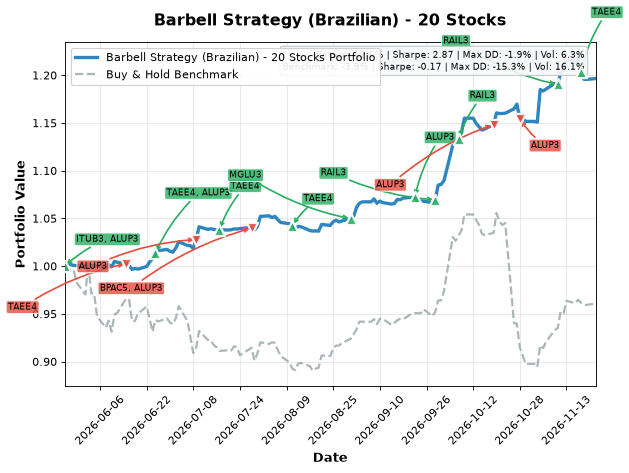 Barbell Strategy (Brazilian) - 20 Stocks
TAEE4
RAIL3
Barbell Strategy (Brazilian) - 20 Stocks Portfolio
Buy & Hold Benchmark
| Sharpe: 2.87 | Max DD: -1.9% | Vol: 6.3%
| Sharpe: -0.17 | Max DD: -15.3% | Vol: 16.1%
1.20
1.15
1.10
1.05
1.00
0.95
0.90
Portfolio Value
RAIL3
ALUP3
ALUP3
MGLU3
RAIL3
TAEE4, ALUP3
TAEE4
ALUP3
TAEE4
ITUB3, ALUP3
ALUP3
BPAC5, ALUP3
TAEE4
2026-06-06
2026-06-22
2026-07-08
2026-07-24
2026-08-09
2026-08-25
2026-09-10
2026-09-26
2026-10-12
2026-10-28
2026-11-13
Date